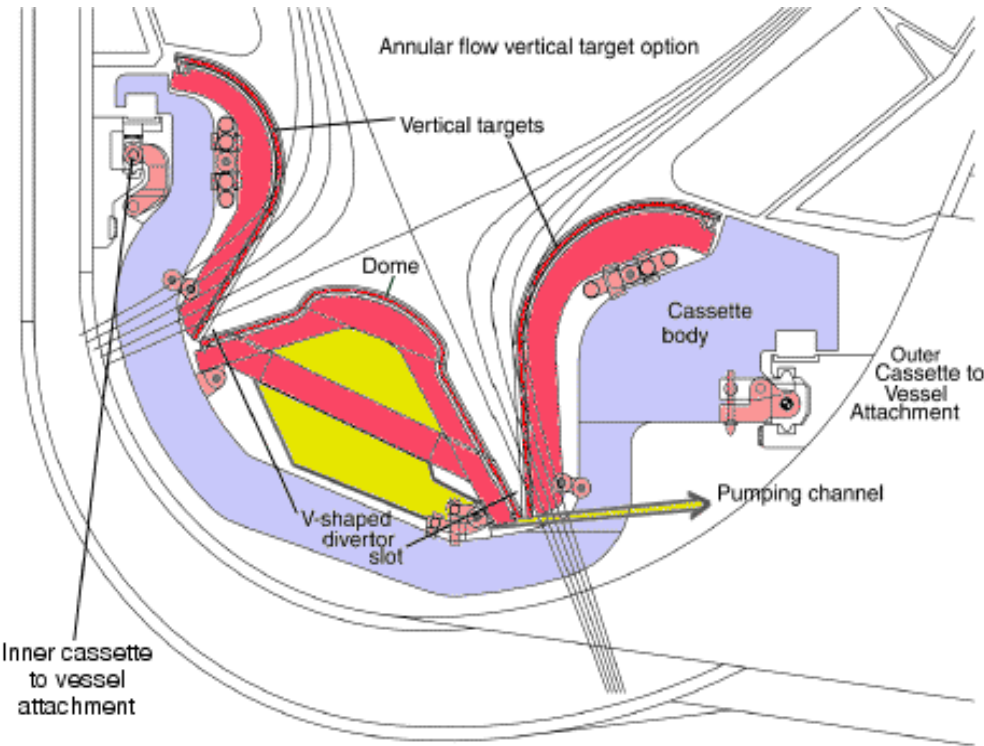 Annular flow vertical target option
Vertical targets
Dome
Cassette
body
Outer
Cassette to
Vessel
Attachment
Pumping channel
V-shaped
divertor
slot
Inner cassette
to vessel
attachment